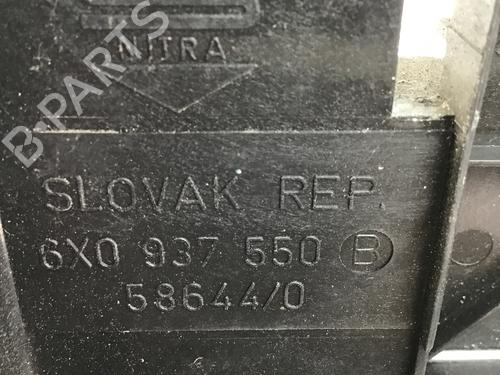 NITRA
SLOVAK REP.
6X0 937 550 B
58644/0
B-PARTS